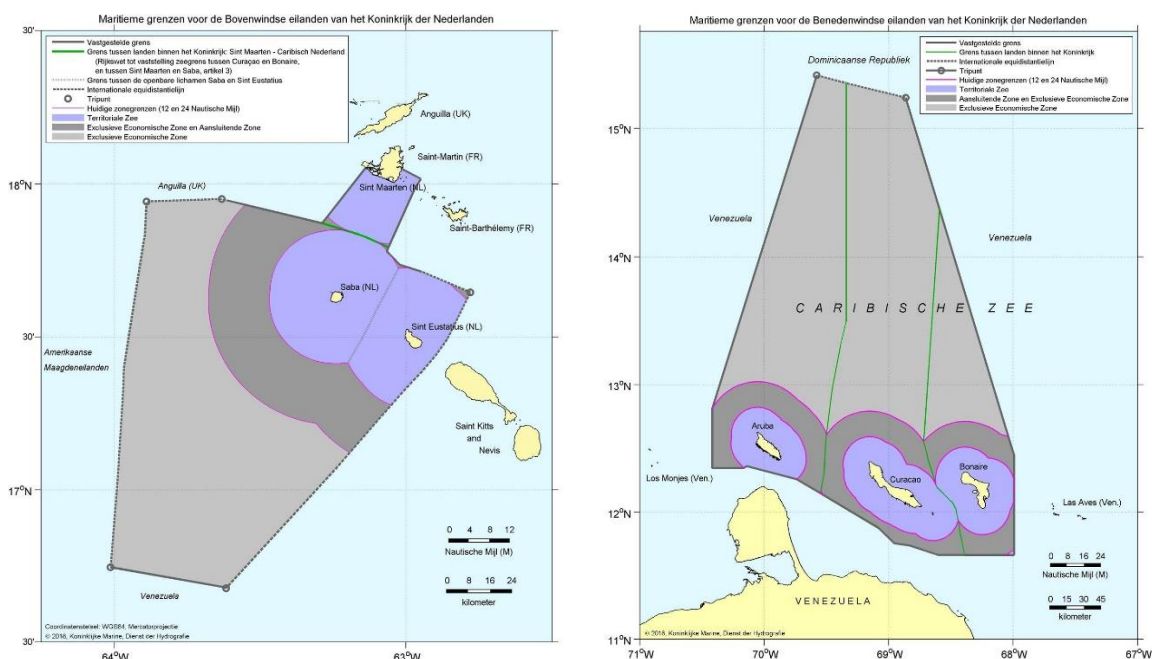 Maritieme grenzen voor de Bovenwindse eilanden van het Koninkrijk der Nederlanden
30'
Vastgestelde grens
Grens tussen landen binnen het Koninkrijk: Sint Maarten - Caribisch Nederland
(Rijkswet tot vaststelling zeegrens tussen Curaçao en Bonaire,
en tussen Sint Maarten en Saba, artikel 3)
Grens tussen de openbare lichamen Saba en Sint Eustatius
Internationale equidistantielijn
Tripunt
Huidige zonegrenzen (12 en 24 Nautische Mijl)
Territoriale Zee
Exclusieve Economische Zone en Aansluitende Zone
Exclusieve Economische Zone
Anguilla (UK)
Saint-Martin (FR)
18°N
Anguilla (UK)
Sint Maarten (NL)
Saint-Barthélemy (FR)
Saba (NL)
30'
Sint Eustatius (NL)
Amerikaanse
Maagdeneilanden
Saint Kitts
and
Nevis
17°N
0 4 8 12
Nautische Mijl (M)
0 8 16 24
kilometer
Venezuela
Coordinatenstelsel: WGS84, Mercatorprojectie
© 2018, Koninklijke Marine, Dienst der Hydrografie
30'
64°W
63°W
Maritieme grenzen voor de Benedenwindse eilanden van het Koninkrijk der Nederlanden
Vastgestelde grens
Grens tussen landen binnen het Koninkrijk
Internationale equidistantielijn
Tripunt
Huidige zonegrenzen (12 en 24 Nautische Mijl)
Territoriale Zee
Aansluitende Zone en Exclusieve Economische Zone
Exclusieve Economische Zone
Dominicaanse Republiek
15°N
Venezuela
Venezuela
14°N
CARIBISCHE ZEE
13°N
Aruba
Los Monjes (Ven.)
Curacao
Bonaire
Las Aves (Ven.)
12°N
0 8 16 24
Nautische Mijl (M)
0 15 30 45
kilometer
VENEZUELA
© 2018, Koninklijke Marine, Dienst der Hydrografie
11°N
71°W
70°W
69°W
68°W
67°W